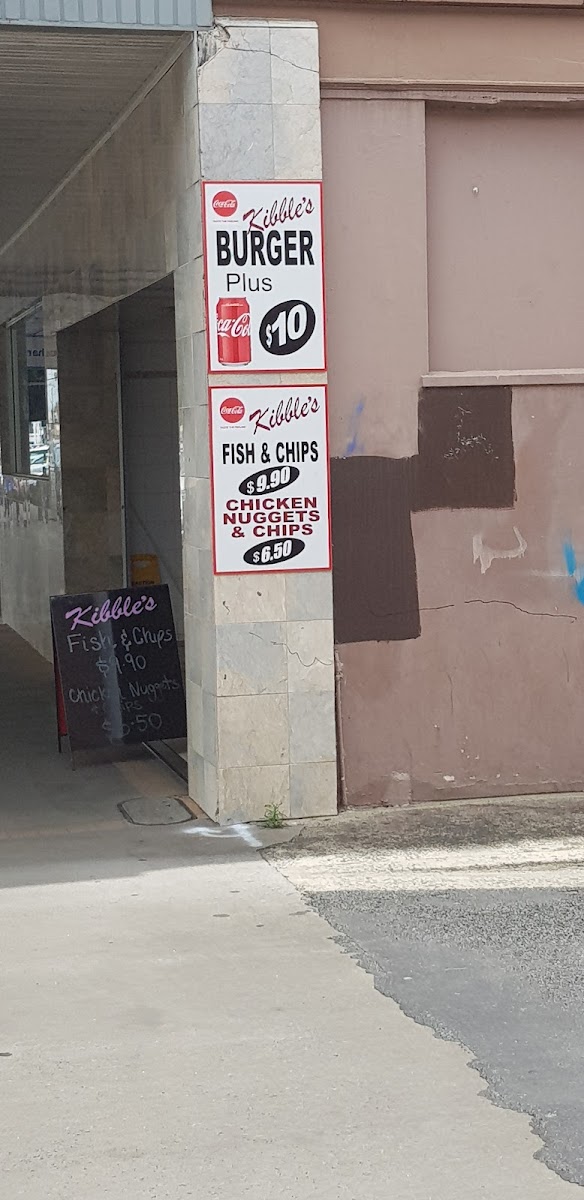 Coca-Cola
Kibble's
BURGER
Plus
Coca-Cola
$10
Coca-Cola
Kibble's
FISH & CHIPS
$9.90
CHICKEN
NUGGETS
& CHIPS
$6.50
Kibble's
Fish & Chips
$9.90
Chicken Nuggets
CAUTION